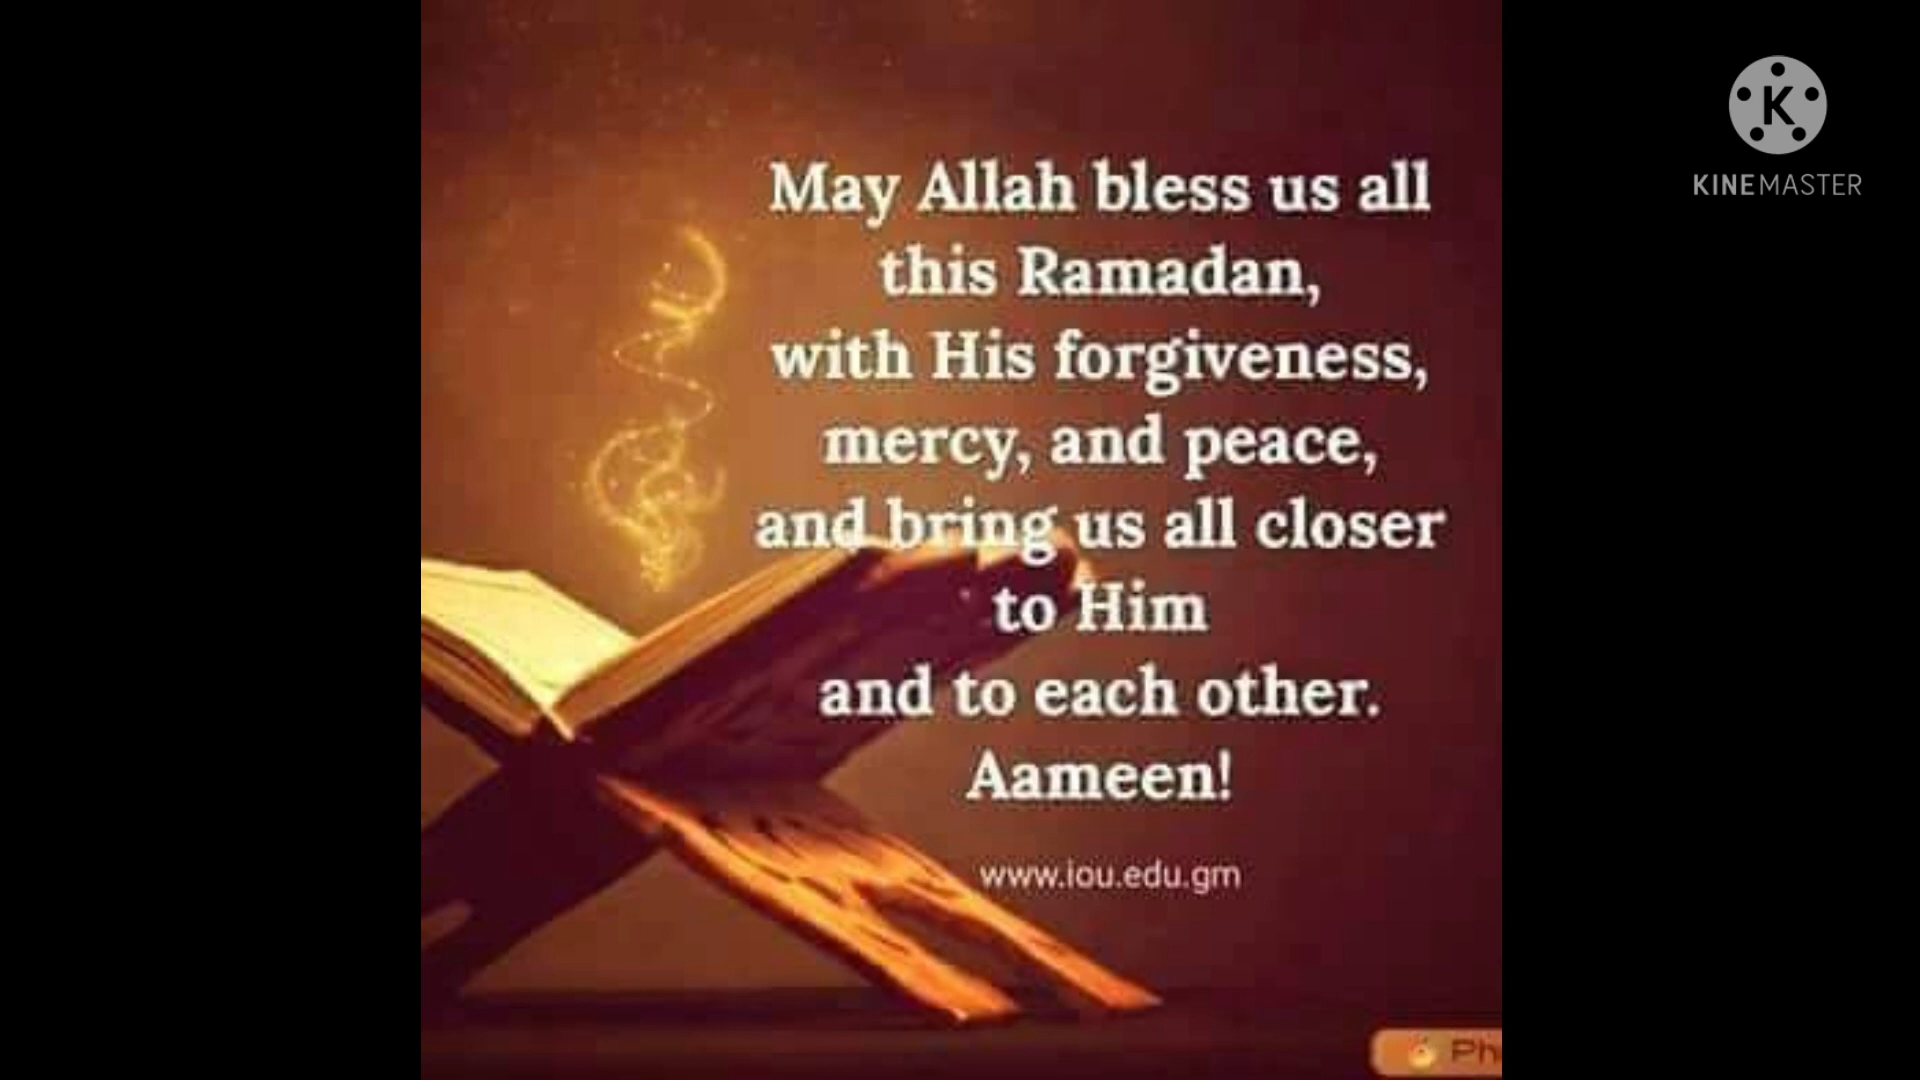 May Allah bless us all
this Ramadan,
with His forgiveness,
mercy, and peace,
and bring us all closer
to Him
and to each other.
Aameen!
www.iou.edu.gm
K
KINEMASTER
Ph